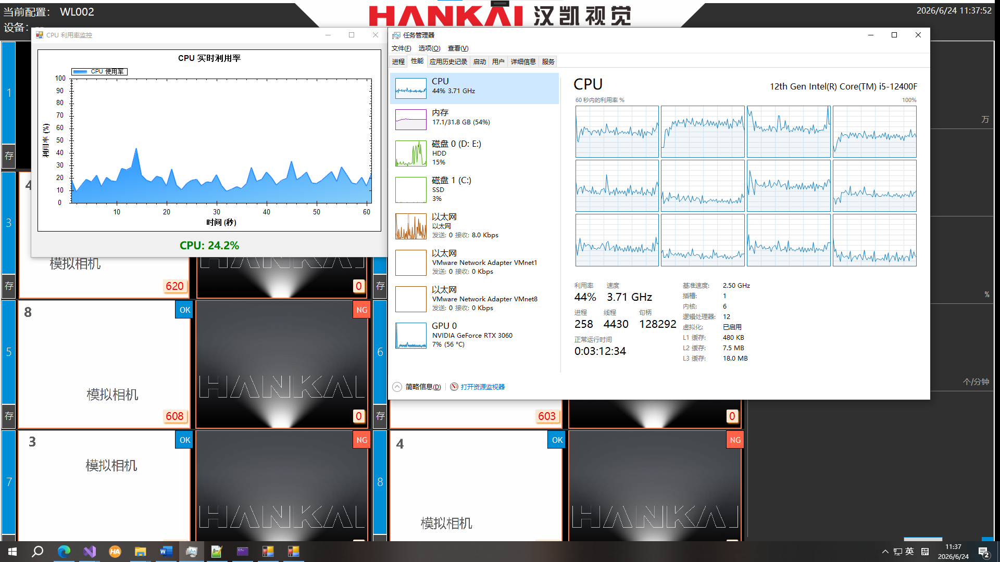 当前配置： WL002
设备：
HANKAI 汉凯视觉
2026/6/24 11:37:52
CPU 利用率监控
CPU 实时利用率
CPU 使用率
利用率 (%)
100
90
80
70
60
50
40
30
20
10
0
10 20 30 40 50 60
时间 (秒)
CPU: 24.2%
任务管理器
文件(F) 选项(O) 查看(V)
进程 性能 应用历史记录 启动 用户 详细信息 服务
CPU
44% 3.71 GHz
内存
17.1/31.8 GB (54%)
磁盘 0 (D: E:)
HDD
15%
磁盘 1 (C:)
SSD
3%
以太网
以太网
发送: 0 接收: 8.0 Kbps
以太网
VMware Network Adapter VMnet1
发送: 0 接收: 0 Kbps
以太网
VMware Network Adapter VMnet8
发送: 0 接收: 0 Kbps
GPU 0
NVIDIA GeForce RTX 3060
7% (56 °C)
CPU
12th Gen Intel(R) Core(TM) i5-12400F
60 秒内的利用率 %
100%
利用率 速度
44% 3.71 GHz
进程 线程 句柄
258 4430 128292
正常运行时间
0:03:12:34
基准速度: 2.50 GHz
插槽: 1
内核: 6
逻辑处理器: 12
虚拟化: 已启用
L1 缓存: 480 KB
L2 缓存: 7.5 MB
L3 缓存: 18.0 MB
简略信息(D) 打开资源监视器
万
%
个/分钟
1
存
3
4
模拟相机
620
0
存
存
5
8
OK
模拟相机
608
HANKAI
NG
0
存
6
存
603
0
7
3
OK
模拟相机
HANKAI
NG
8
4
OK
模拟相机
HANKAI
NG
HA
英
拼
11:37
2026/6/24
2